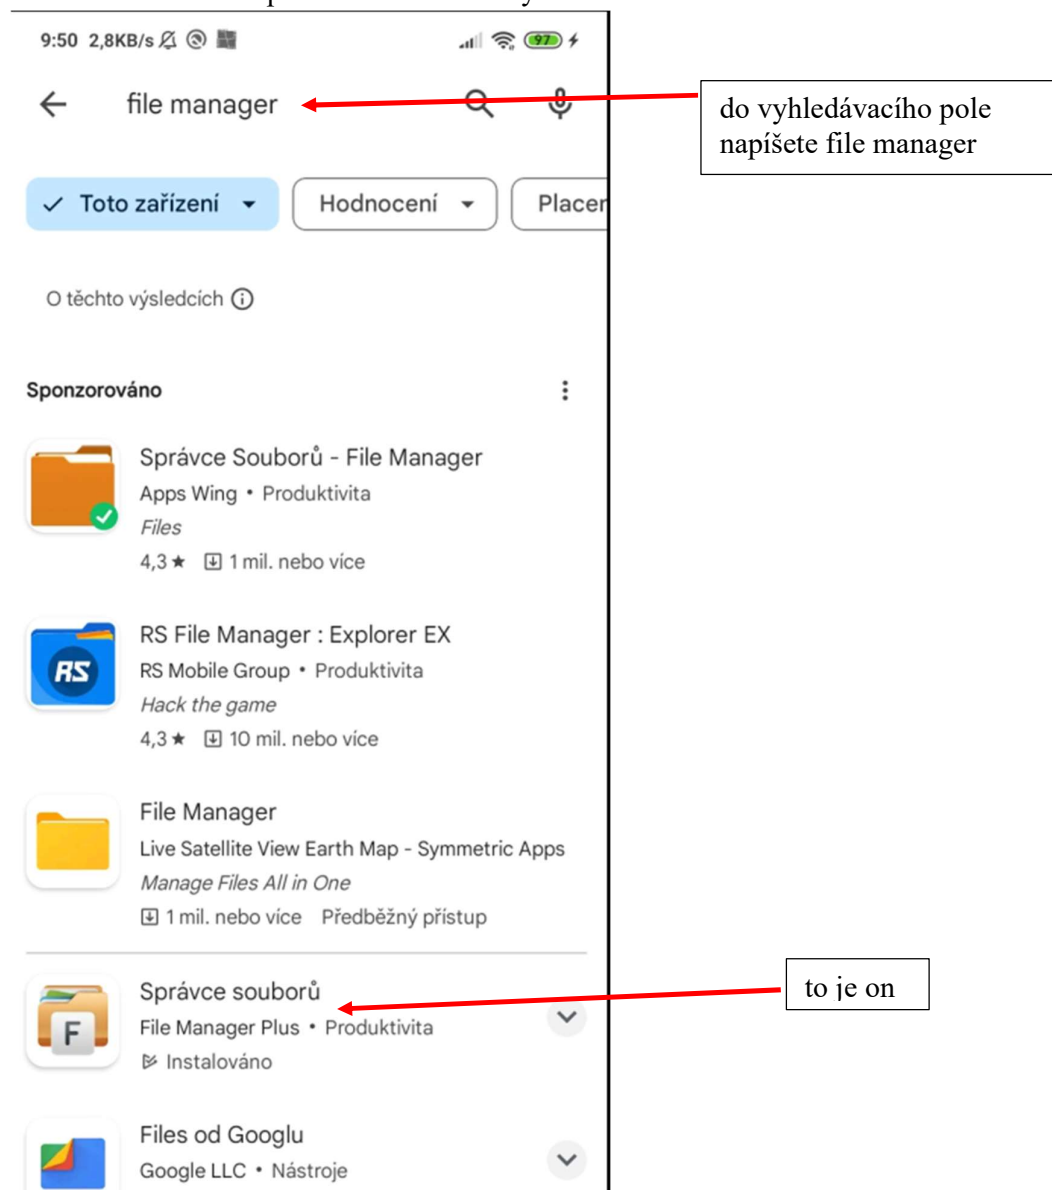 9:50 2,8KB/s
97
file manager
do vyhledávacího pole
napíšete file manager
Toto zařízení
Hodnocení
Placen
O těchto výsledcích
Sponzorováno
Správce Souborů - File Manager
Apps Wing • Produktivita
Files
4,3★ 1 mil. nebo více
RS
RS File Manager : Explorer EX
RS Mobile Group • Produktivita
Hack the game
4,3★ 10 mil. nebo více
File Manager
Live Satellite View Earth Map - Symmetric Apps
Manage Files All in One
1 mil. nebo více Předběžný přístup
to je on
F
Správce souborů
File Manager Plus • Produktivita
Instalováno
Files od Googlu
Google LLC • Nástroje